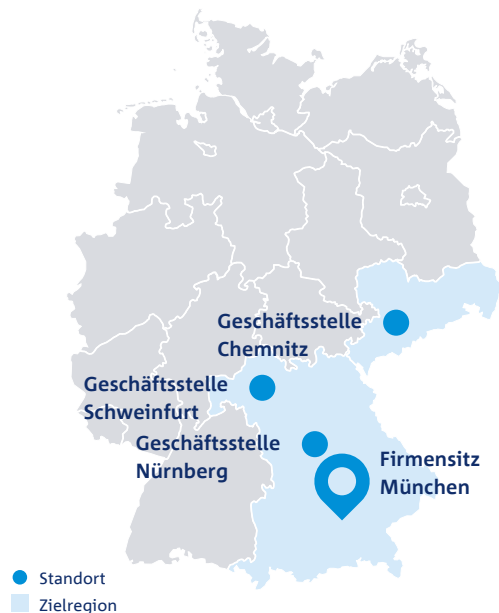 Geschäftsstelle
Chemnitz
Geschäftsstelle
Schweinfurt
Geschäftsstelle
Nürnberg
Firmensitz
München
Standort
Zielregion